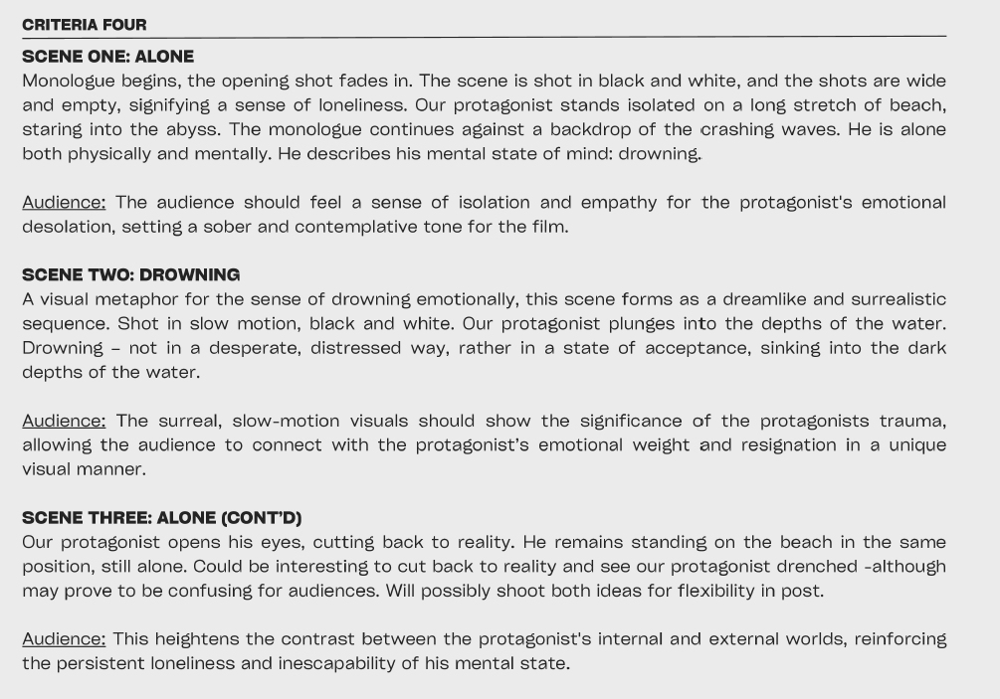 CRITERIA FOUR
SCENE ONE: ALONE
Monologue begins, the opening shot fades in. The scene is shot in black and white, and the shots are wide
and empty, signifying a sense of loneliness. Our protagonist stands isolated on a long stretch of beach,
staring into the abyss. The monologue continues against a backdrop of the crashing waves. He is alone
both physically and mentally. He describes his mental state of mind: drowning.
Audience: The audience should feel a sense of isolation and empathy for the protagonist's emotional
desolation, setting a sober and contemplative tone for the film.
SCENE TWO: DROWNING
A visual metaphor for the sense of drowning emotionally, this scene forms as a dreamlike and surrealistic
sequence. Shot in slow motion, black and white. Our protagonist plunges into the depths of the water.
Drowning – not in a desperate, distressed way, rather in a state of acceptance, sinking into the dark
depths of the water.
Audience: The surreal, slow-motion visuals should show the significance of the protagonists trauma,
allowing the audience to connect with the protagonist’s emotional weight and resignation in a unique
visual manner.
SCENE THREE: ALONE (CONT’D)
Our protagonist opens his eyes, cutting back to reality. He remains standing on the beach in the same
position, still alone. Could be interesting to cut back to reality and see our protagonist drenched -although
may prove to be confusing for audiences. Will possibly shoot both ideas for flexibility in post.
Audience: This heightens the contrast between the protagonist's internal and external worlds, reinforcing
the persistent loneliness and inescapability of his mental state.